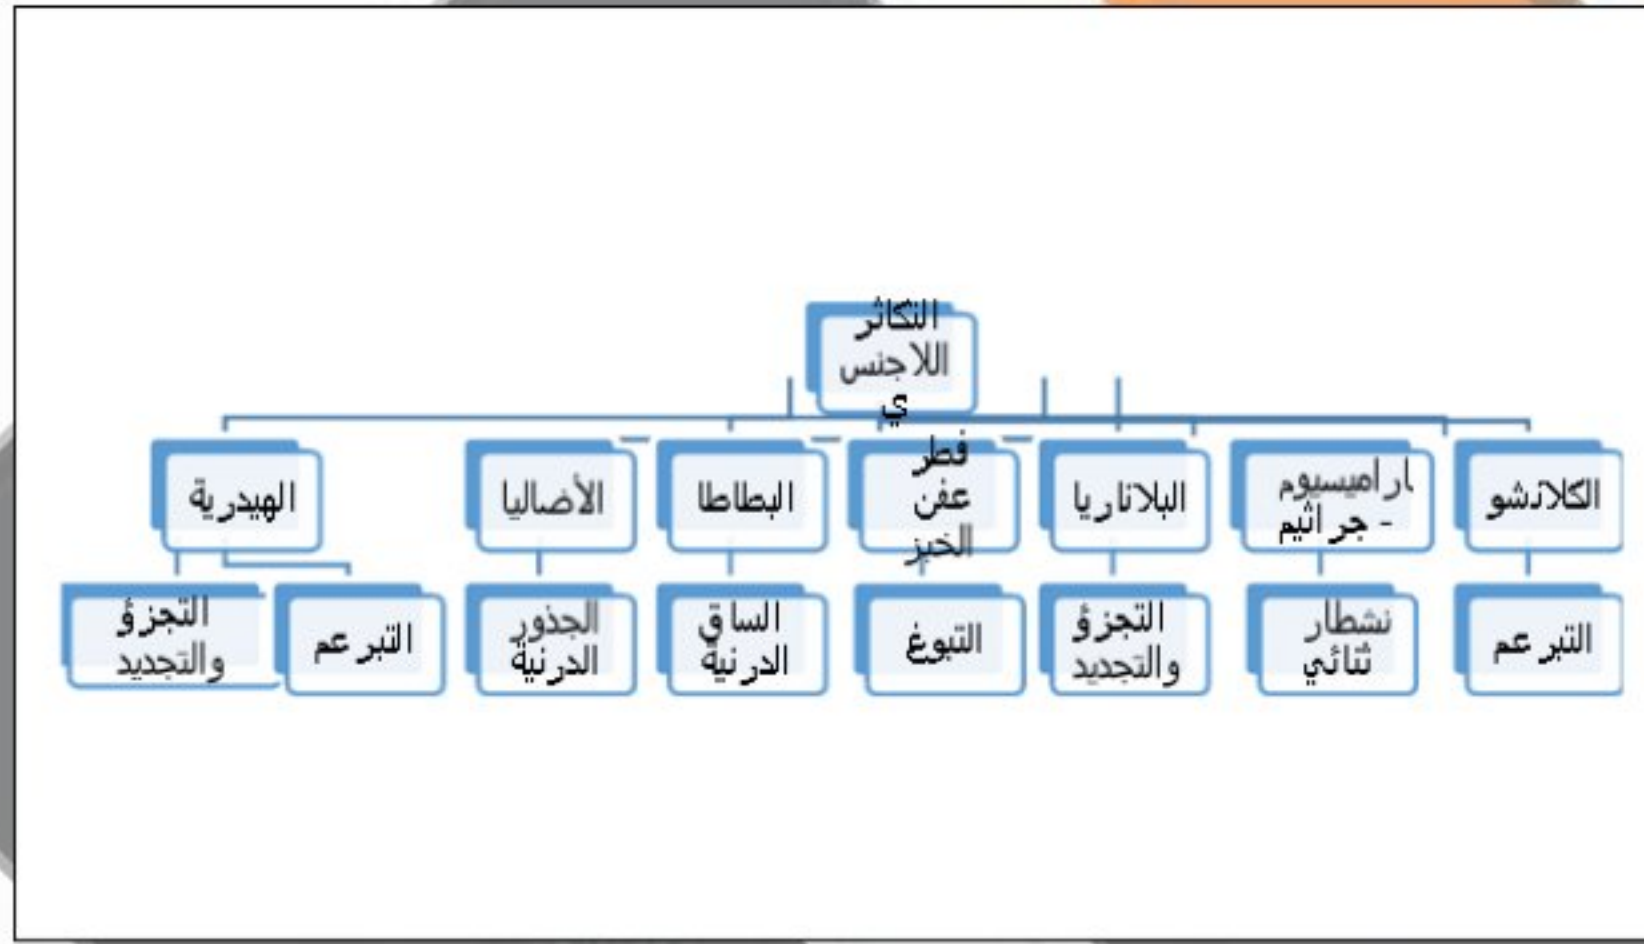 التكاثر
اللاجنس
ي
الكلانشو
باراميسيوم
- جراثيم
البلاناريا
فطر
عفن
الخبز
البطاطا
الأضاليا
الهيدرية
التبرعم
نشطار
ثنائي
التجزؤ
والتجديد
التبوغ
الساق
الدرنية
الجذور
الدرنية
التبرعم
التجزؤ
والتجديد